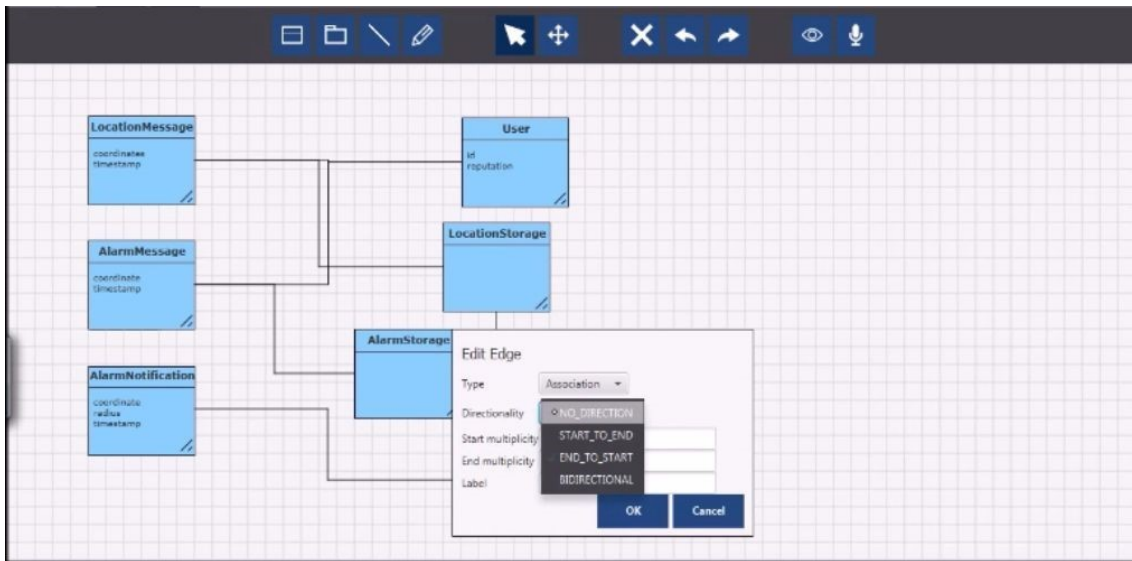 LocationMessage
coordinates
timestamp
User
id
reputation
LocationStorage
AlarmMessage
coordinate
timestamp
AlarmStorage
AlarmNotification
coordinate
radius
timestamp
Edit Edge
Type
Association
Directionality
NO_DIRECTION
START_TO_END
END_TO_START
BIDIRECTIONAL
Start multiplicity
End multiplicity
Label
OK
Cancel